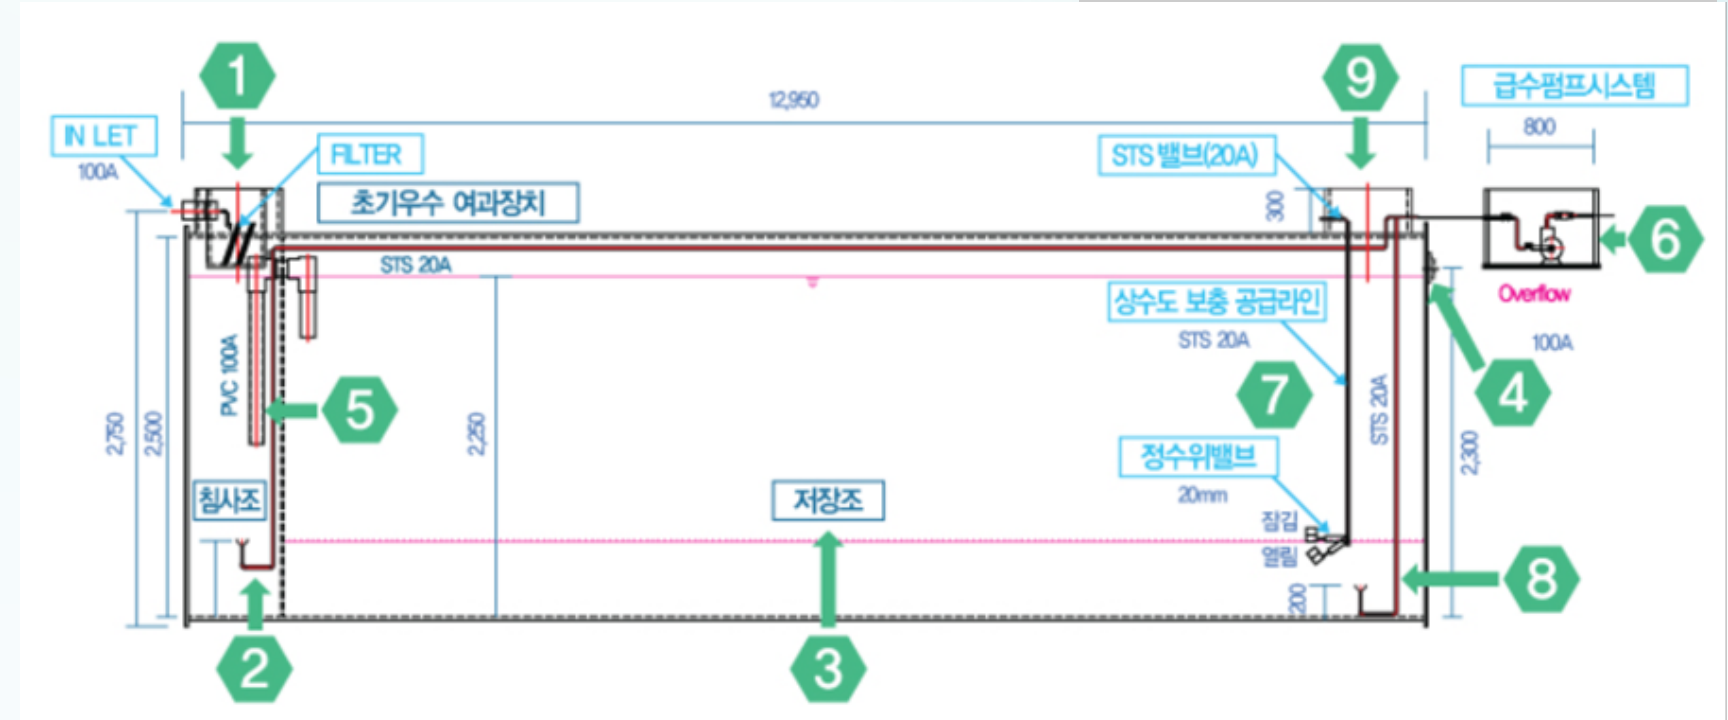 1
9
급수펌프시스템
12,950
800
IN LET
100A
FILTER
STS 밸브(20A)
초기우수 여과장치
300
6
STS 20A
Overflow
상수도 보충 공급라인
STS 20A
100A
PVC 100A
5
7
4
STS 20A
2,750
2,500
2,250
2,300
정수위밸브
20mm
침사조
저장조
잠김
열림
200
8
2
3